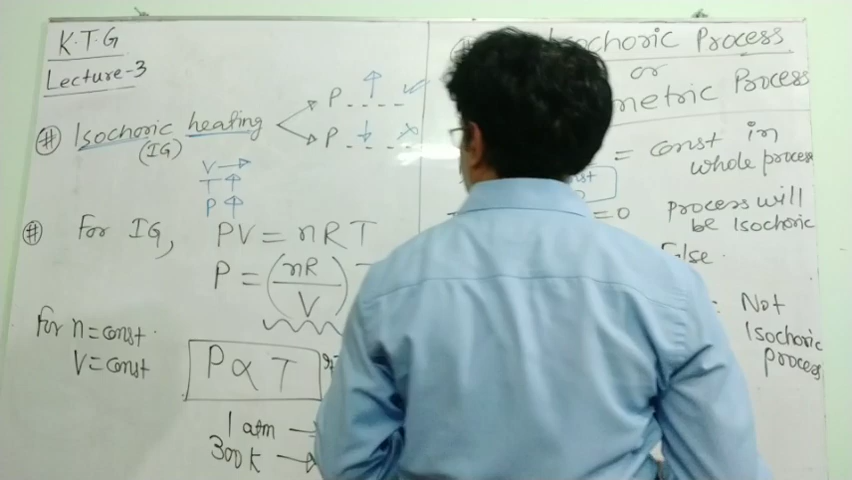 K.T.G
Lecture-3
# Isochoric heating
(IG)
P ---- ↑ ✓
P ---- ↓ ✗
V →
T ↑
P ↑
# For IG, PV = nRT
P = (nR/V)
For n = const.
V = const
P ∝ T
1 atm →
300 K →
Isochoric Process
or
metric Process
= const in
whole process
= 0 process will
be Isochoric
Else
= Not
Isochoric
process